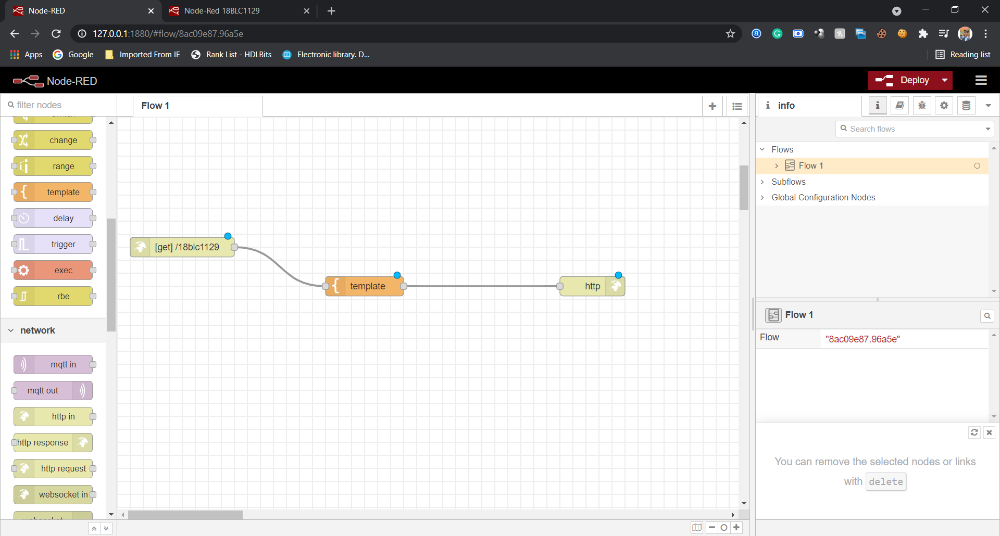 Node-RED
Node-Red 18BLC1129
127.0.0.1:1880/#flow/8ac09e87.96a5e
Apps
Google
Imported From IE
Rank List - HDLBits
Electronic library. D...
Reading list
Node-RED
Deploy
filter nodes
change
range
template
delay
trigger
exec
rbe
network
mqtt in
mqtt out
http in
http response
http request
websocket in
Flow 1
[get] /18blc1129
template
http
i info
i
Search flows
Flows
Flow 1
Subflows
Global Configuration Nodes
Flow 1
Flow "8ac09e87.96a5e"
You can remove the selected nodes or links
with delete